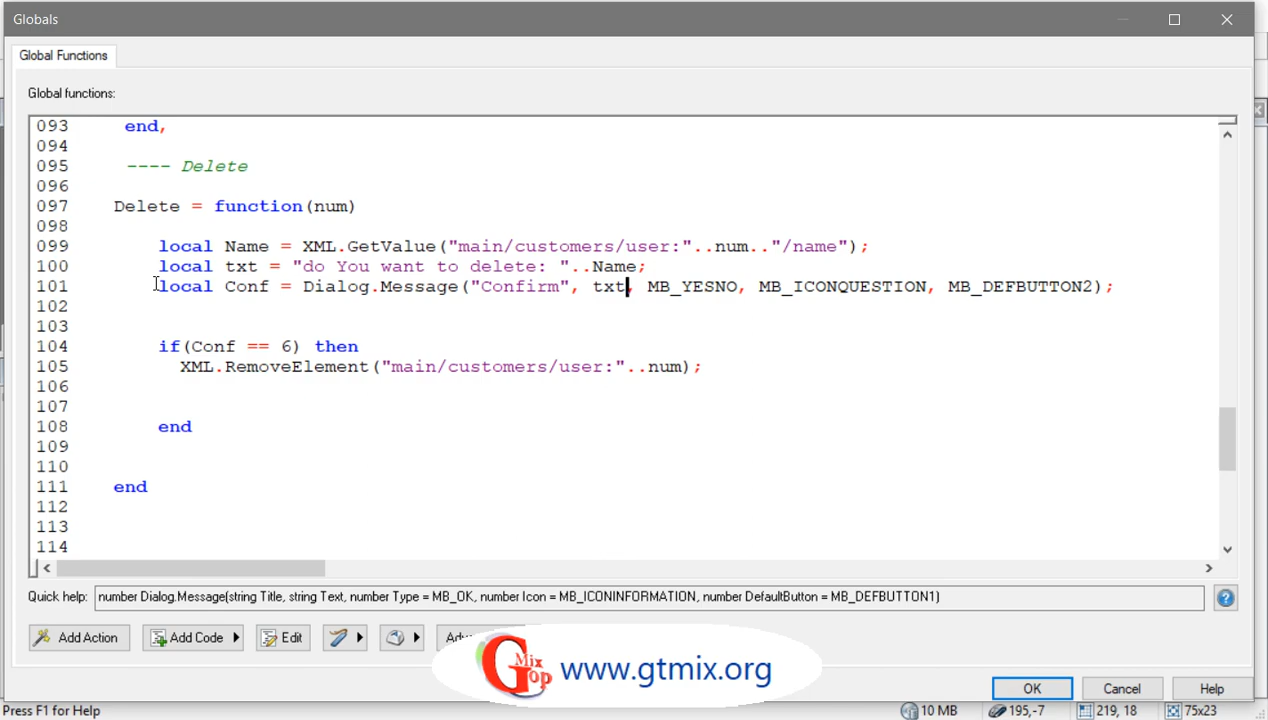 Globals
Global Functions
Global functions:
093 end,
094
095 ---- Delete
096
097 Delete = function(num)
098
099 local Name = XML.GetValue("main/customers/user:"..num.."/name");
100 local txt = "do You want to delete: "..Name;
101 local Conf = Dialog.Message("Confirm", txt, MB_YESNO, MB_ICONQUESTION, MB_DEFBUTTON2);
102
103
104 if(Conf == 6) then
105 XML.RemoveElement("main/customers/user:"..num);
106
107
108 end
109
110
111 end
112
113
114
Quick help: number Dialog.Message(string Title, string Text, number Type = MB_OK, number Icon = MB_ICONINFORMATION, number DefaultButton = MB_DEFBUTTON1)
Add Action Add Code Edit
G Mix Top www.gtmix.org
OK Cancel Help
Press F1 for Help 10 MB 195,-7 219, 18 75x23